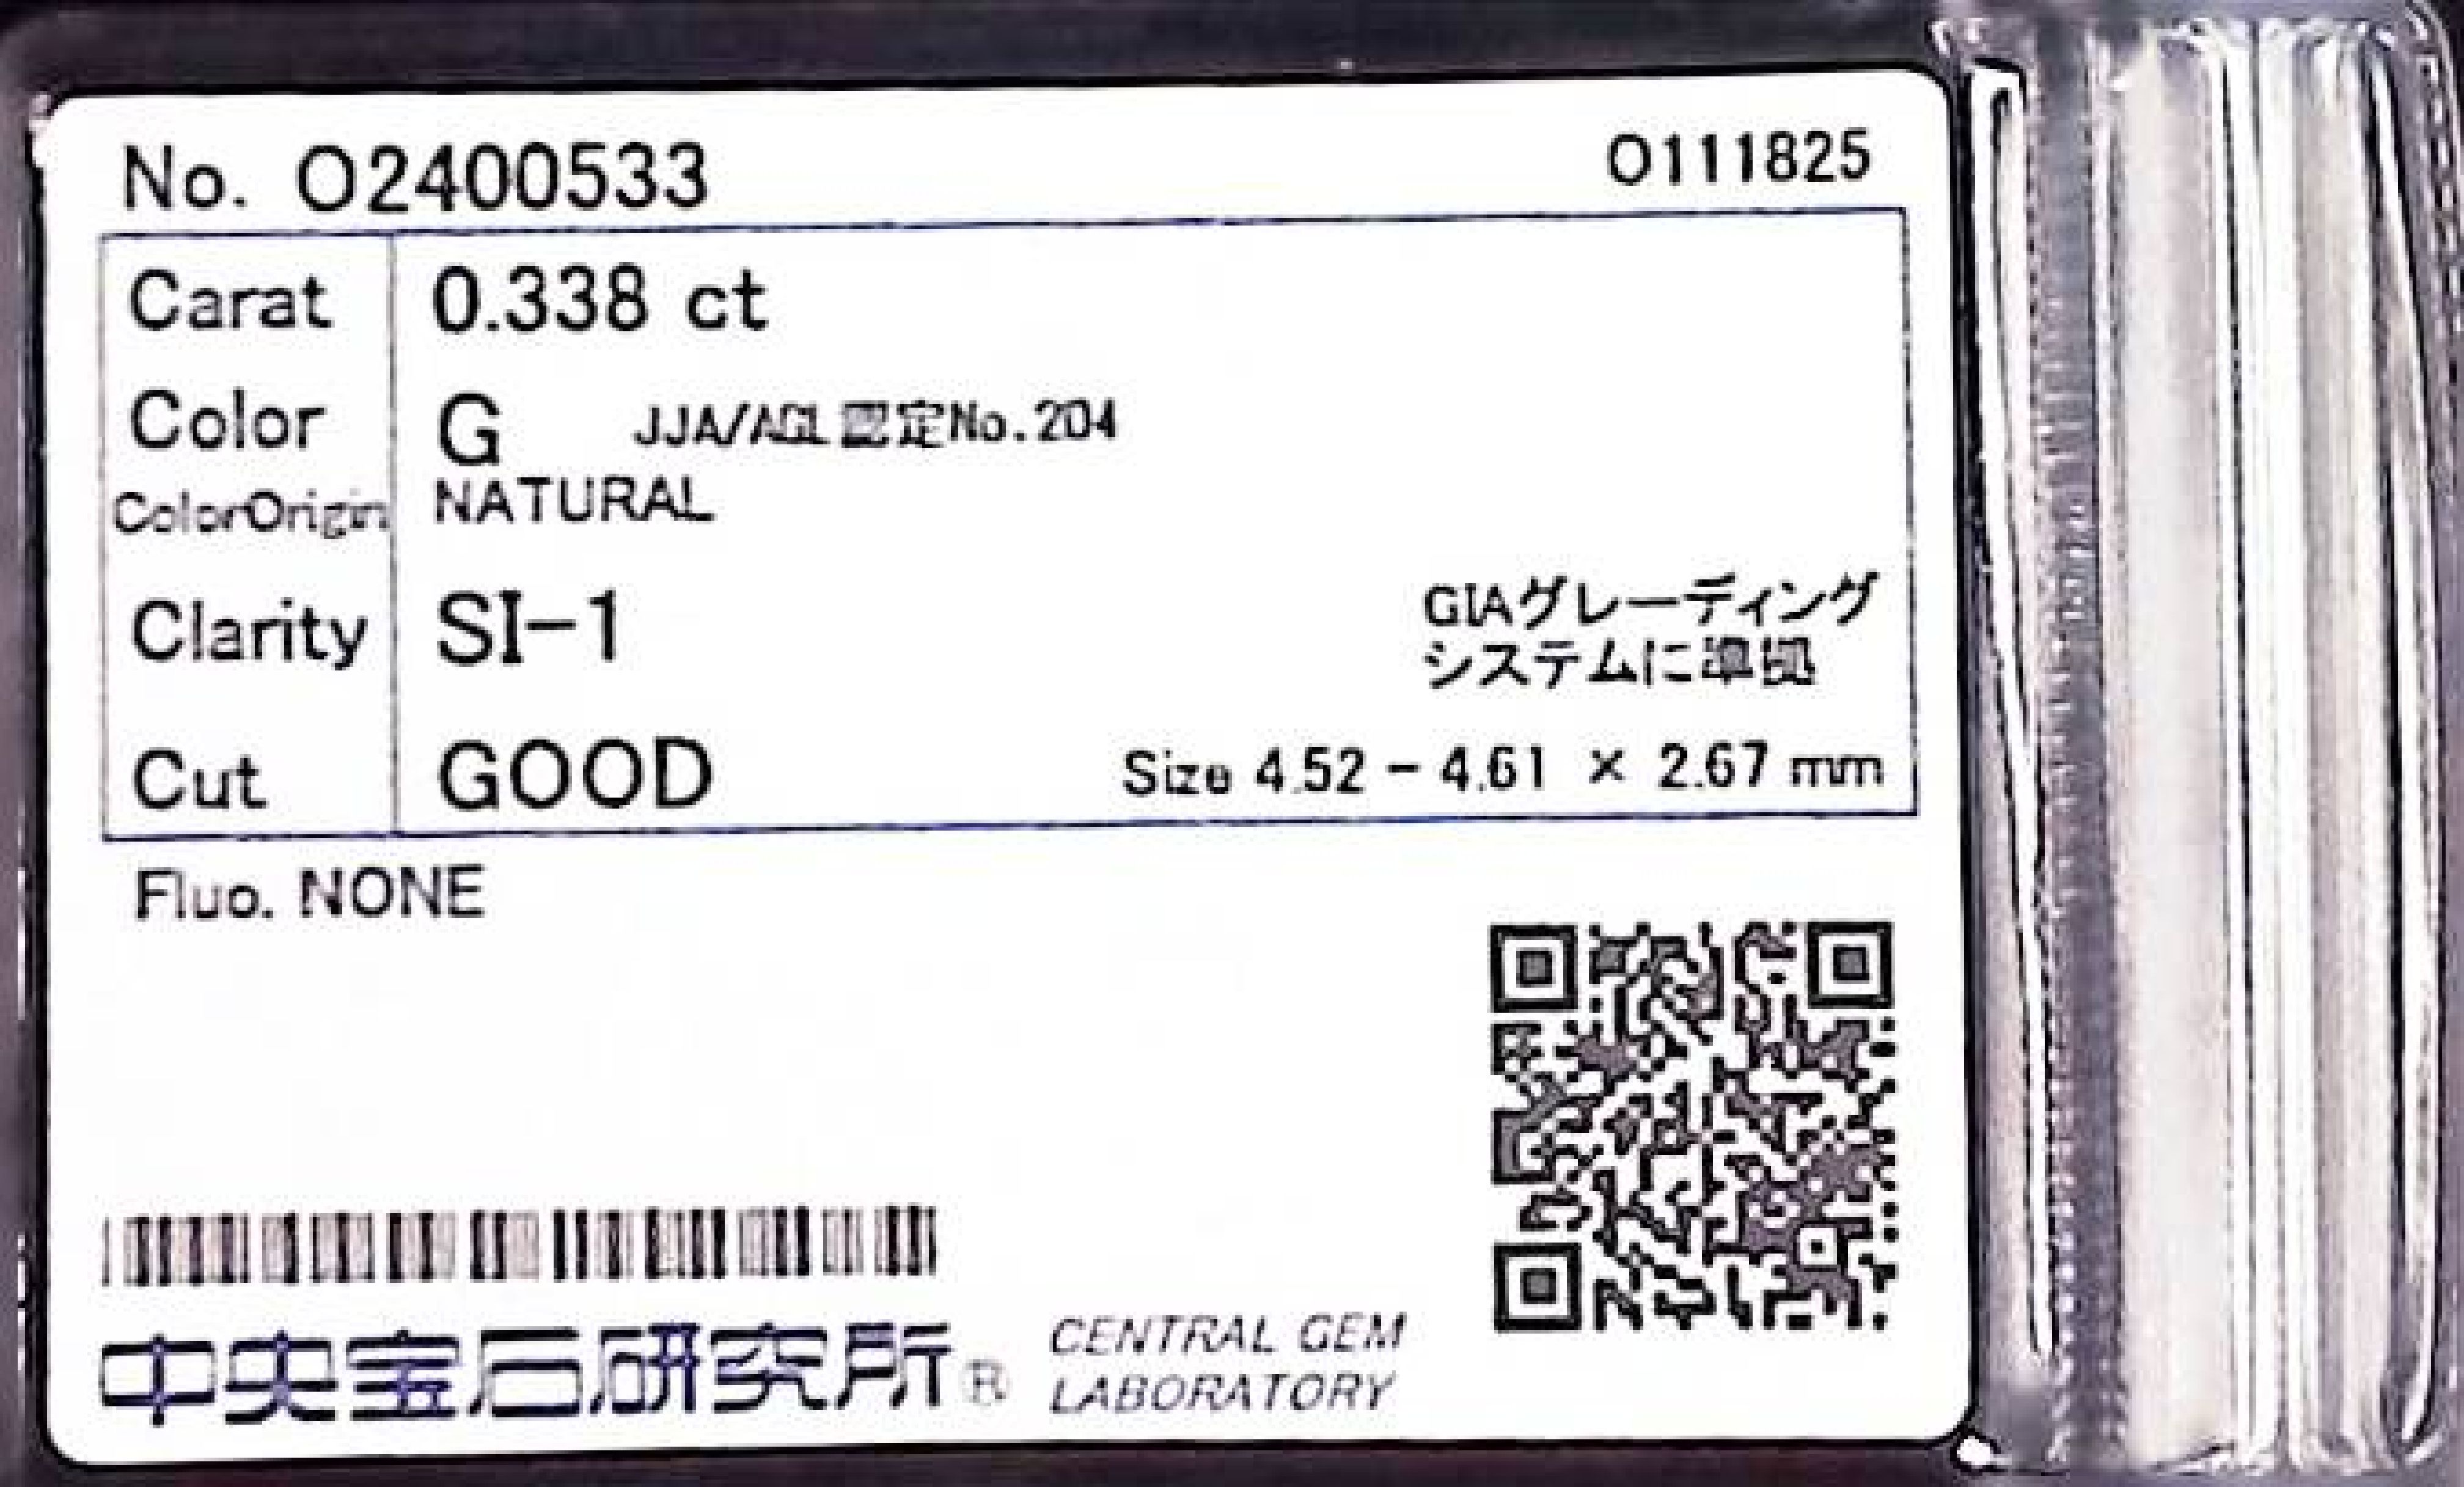 No. O2400533 O111825
Carat 0.338 ct
Color G JJA/AGL認定No.204
ColorOrigin NATURAL
Clarity SI-1
GIAグレーディング
システムに準拠
Cut GOOD Size 4.52 - 4.61 × 2.67 mm
Fluo. NONE
中央宝石研究所® CENTRAL GEM
LABORATORY